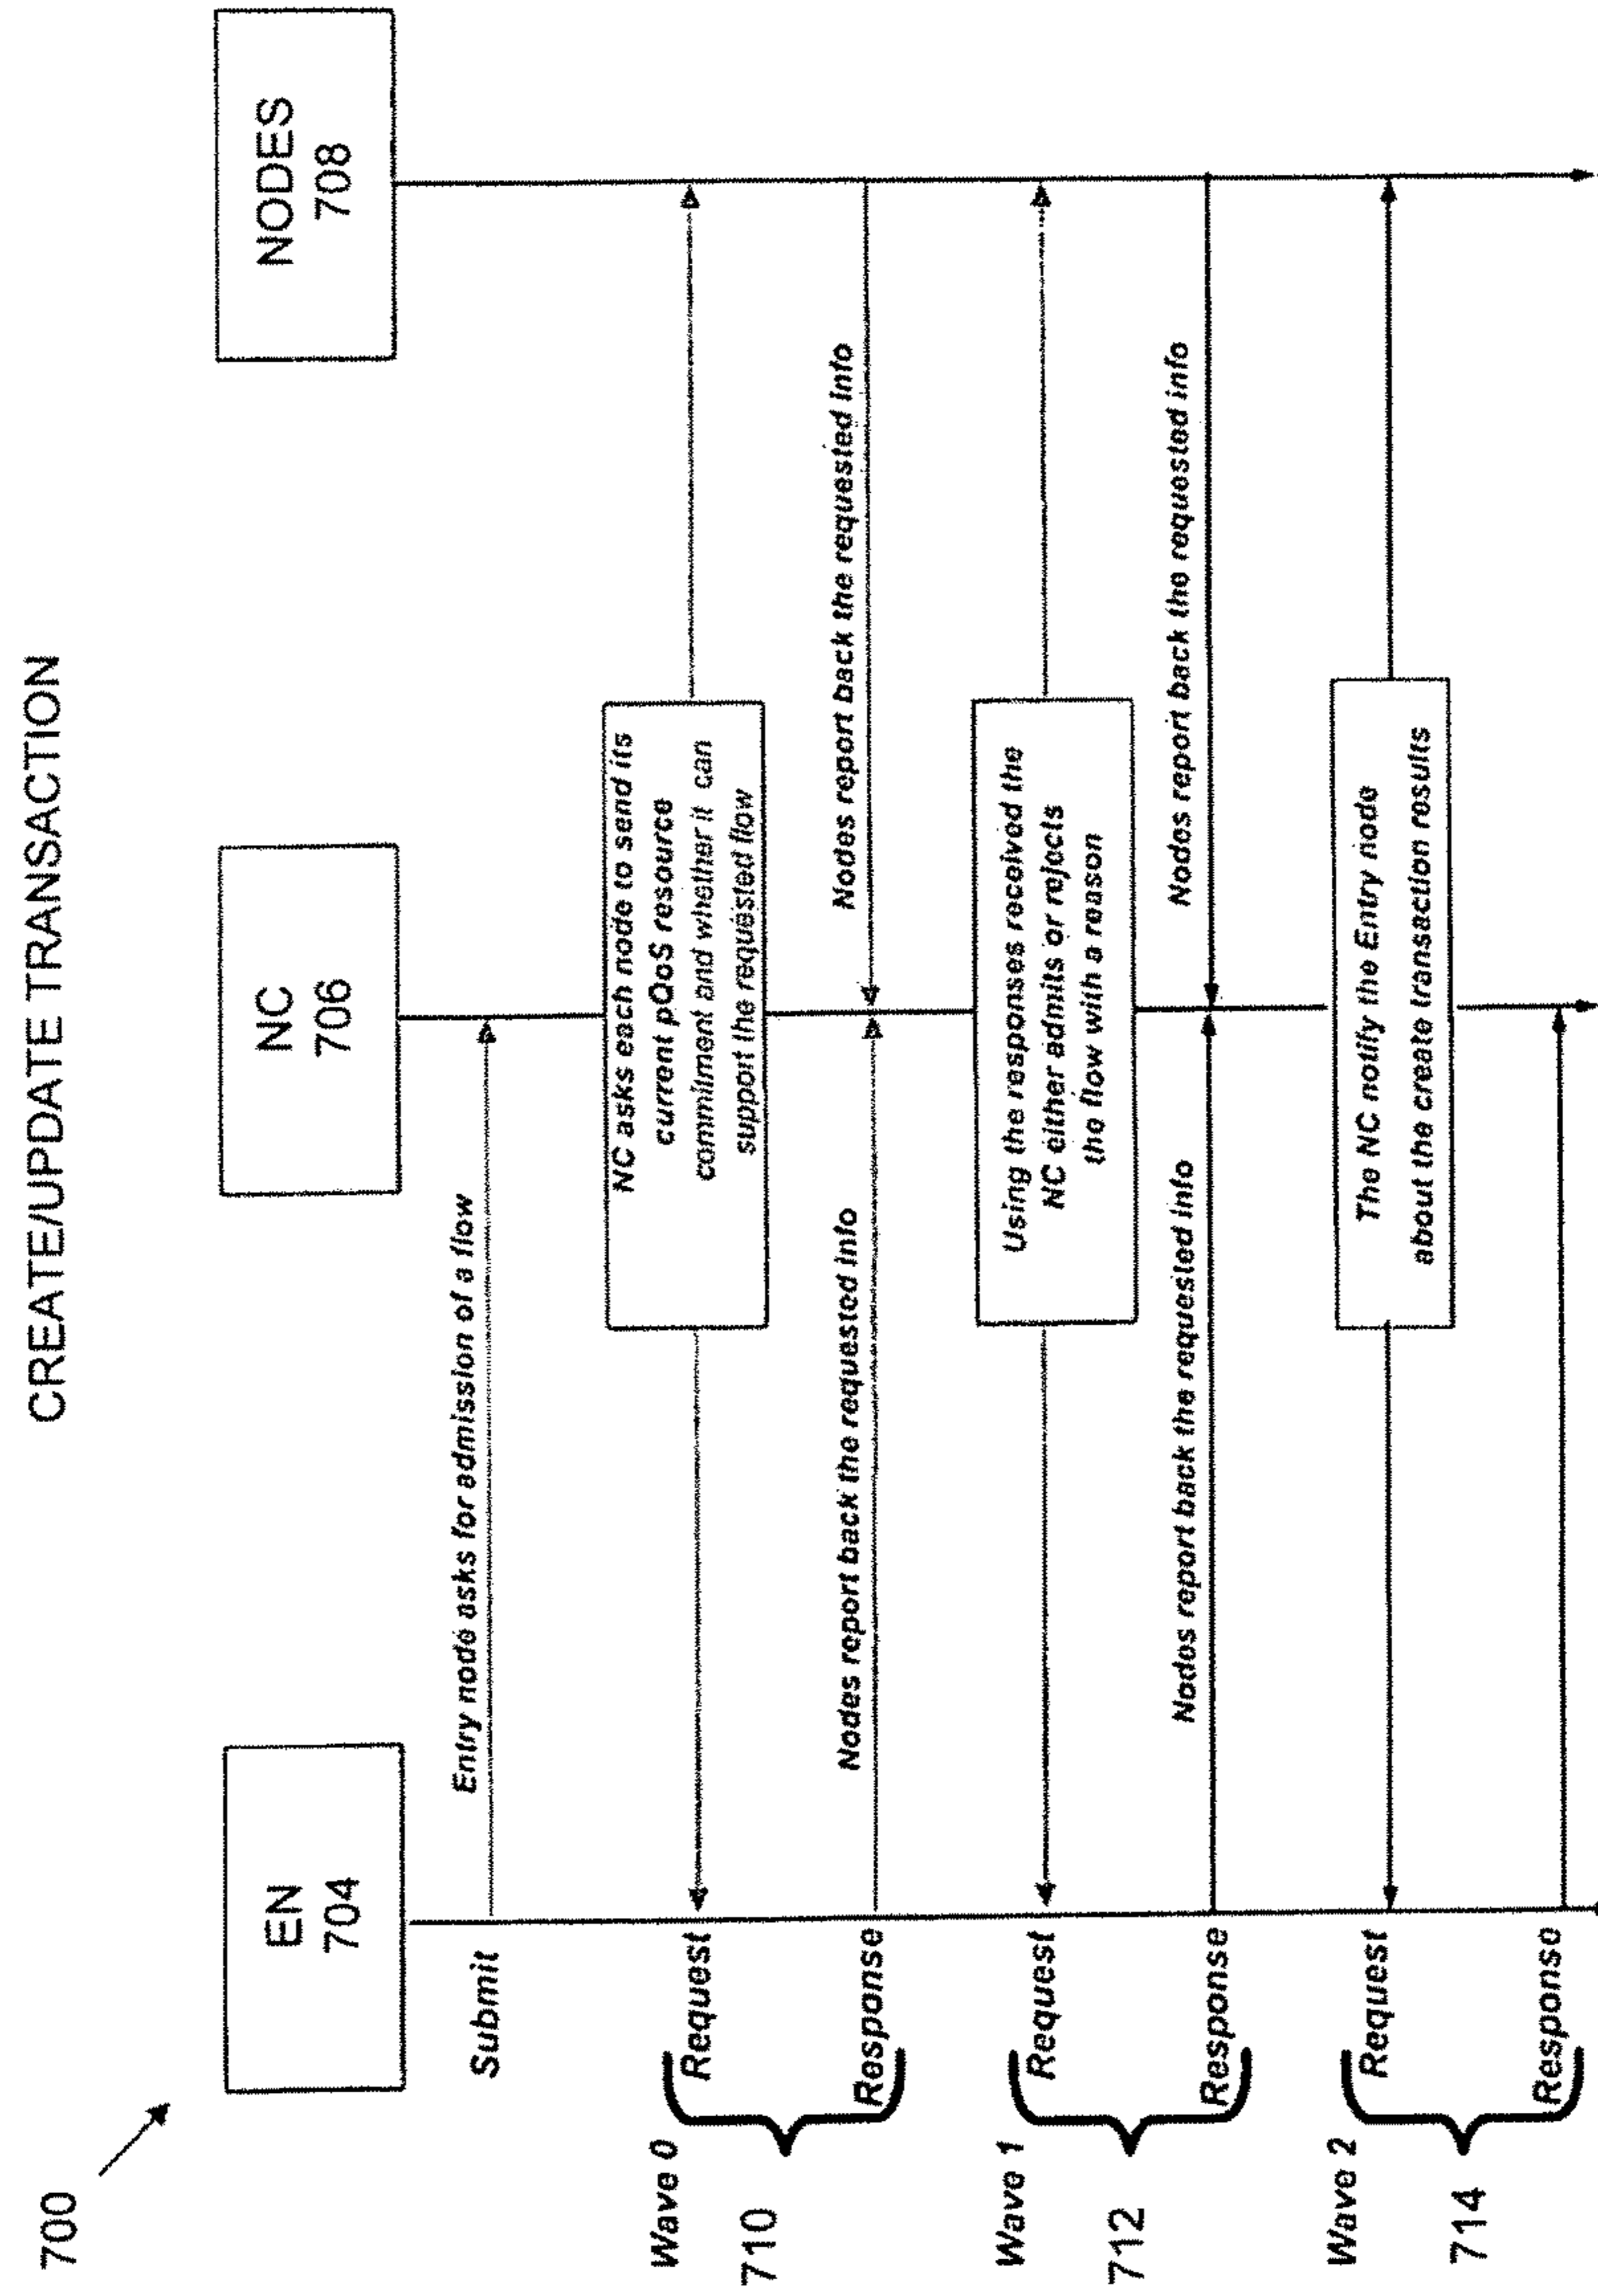 CREATE/UPDATE TRANSACTION
700
EN
704
NC
706
NODES
708
Submit
Entry node asks for admission of a flow
Wave 0
710
Request
NC asks each node to send its
current pQoS resource
commitment and whether it can
support the requested flow
Response
Nodes report back the requested info
Nodes report back the requested info
Wave 1
712
Request
Using the responses received the
NC either admits or rejects
the flow with a reason
Response
Nodes report back the requested info
Nodes report back the requested info
Wave 2
714
Request
The NC notify the Entry node
about the create transaction results
Response